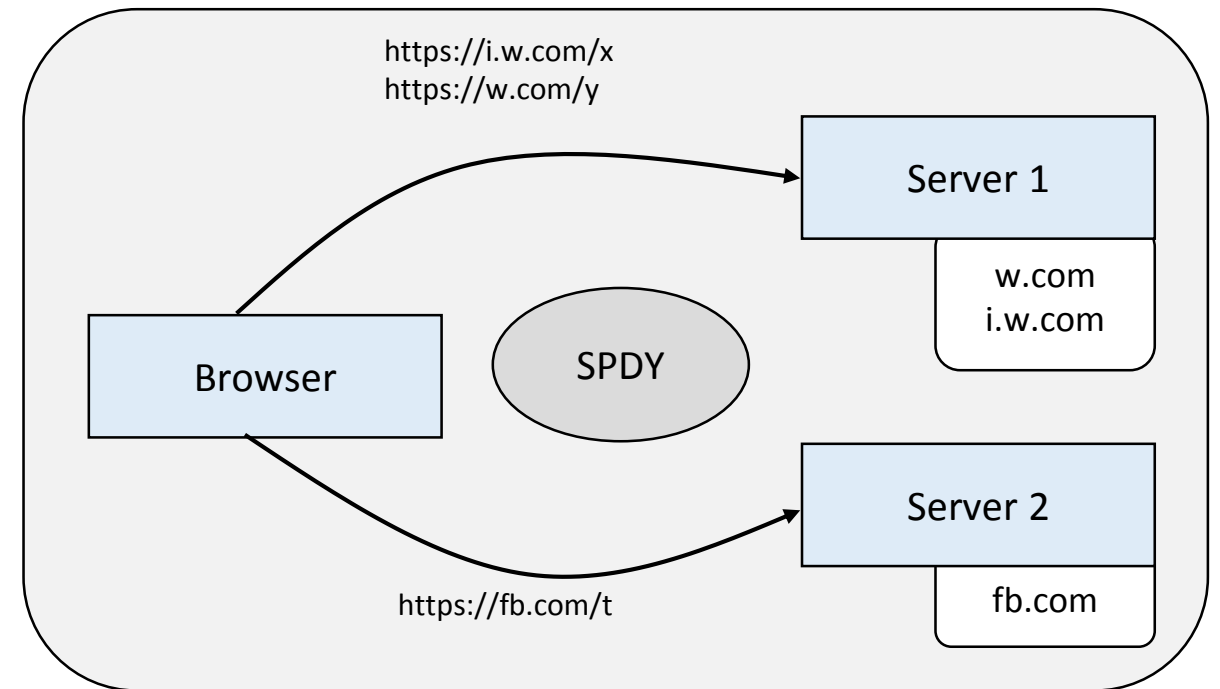 https://i.w.com/x
https://w.com/y
Server 1
w.com
i.w.com
Browser
SPDY
Server 2
fb.com
https://fb.com/t